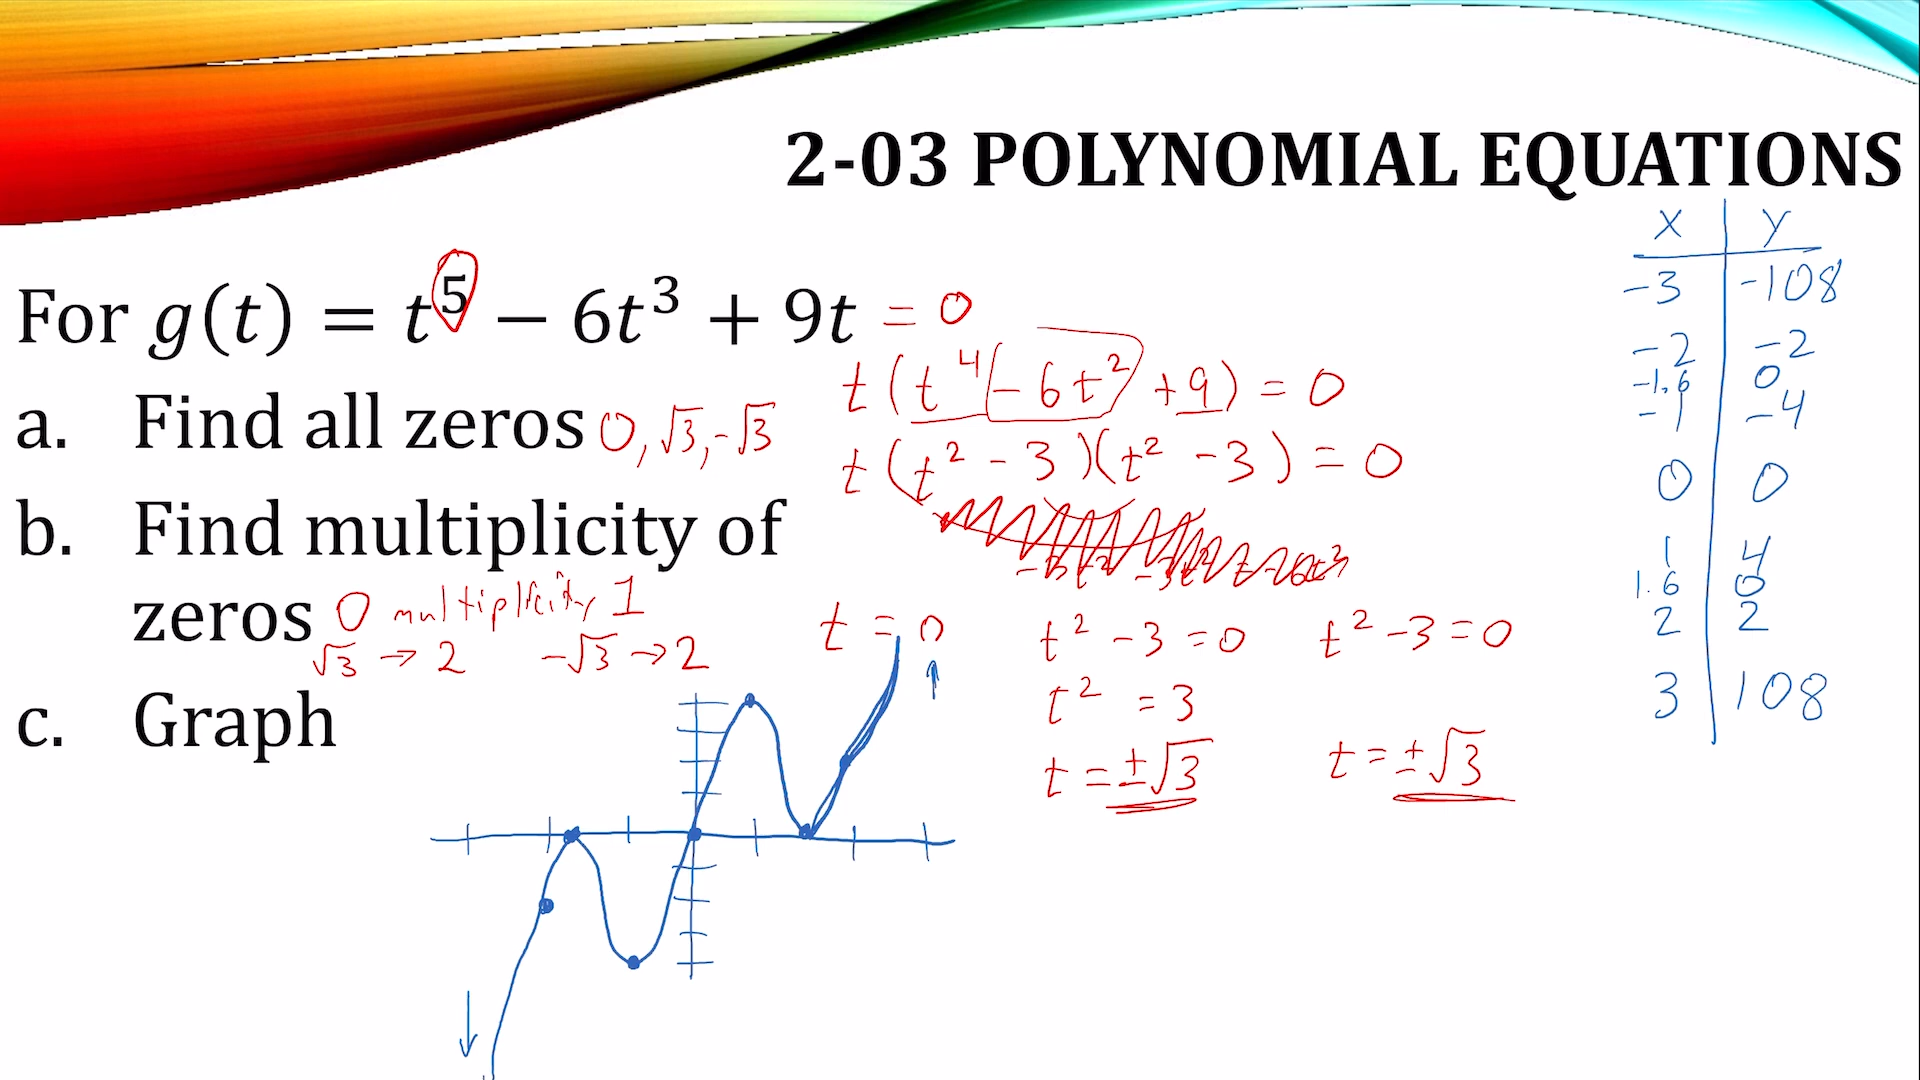 2-03 POLYNOMIAL EQUATIONS
For g(t) = t⁵ − 6t³ + 9t = 0
t(t⁴ − 6t² + 9) = 0
a. Find all zeros 0, √3, -√3
t(t² - 3)(t² - 3) = 0
b. Find multiplicity of
zeros 0 multiplicity 1
√3 → 2 -√3 → 2
t = 0 t² - 3 = 0 t² - 3 = 0
t² = 3
t = ±√3 t = ±√3
c. Graph
x y
-3 -108
-2 -2
-1.6 0
-1 -4
0 0
1 4
1.6 0
2 2
3 108